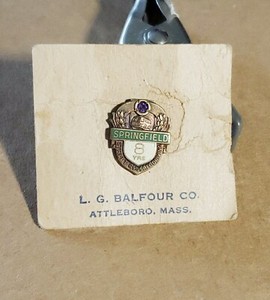 SPRINGFIELD
8
YRS
L. G. BALFOUR CO.
ATTLEBORO, MASS.